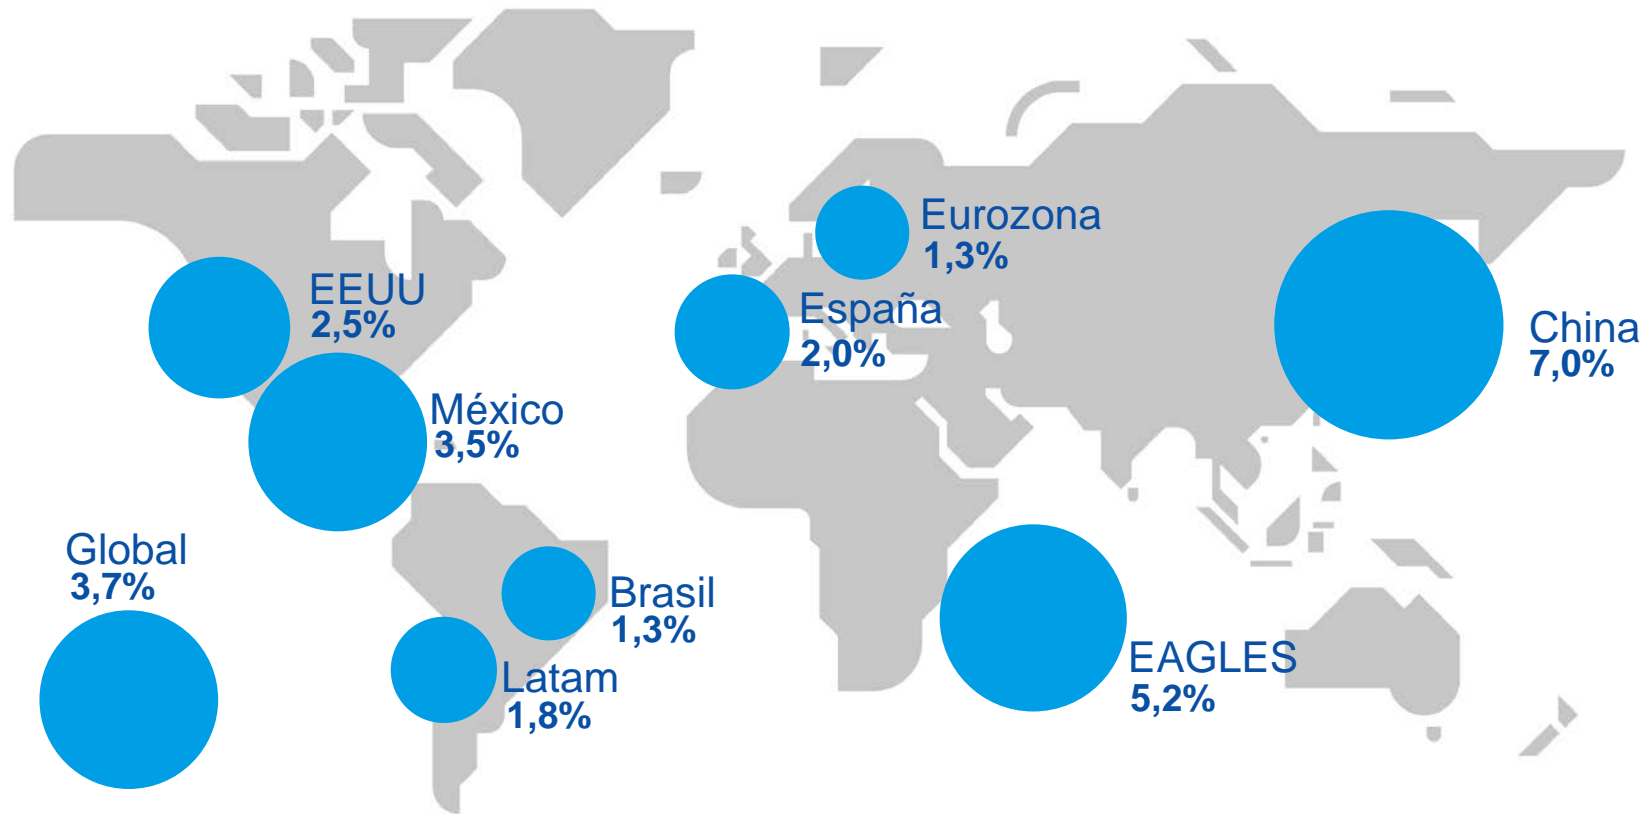 Eurozona
1,3%
EEUU
2,5%
España
2,0%
China
7,0%
México
3,5%
Global
3,7%
Brasil
1,3%
Latam
1,8%
EAGLES
5,2%